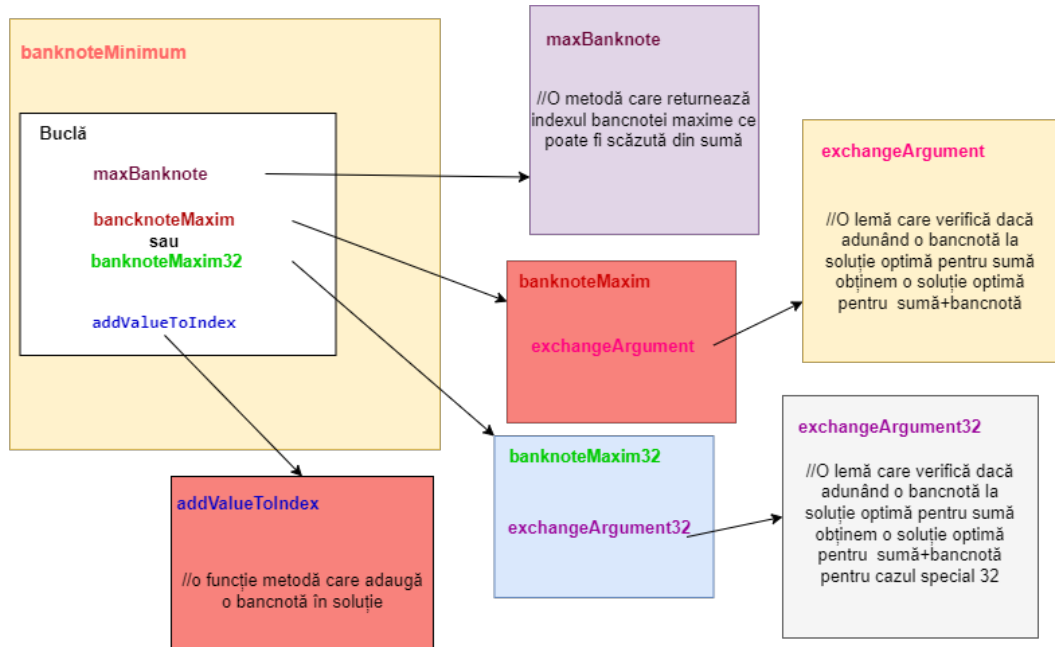 banknoteMinimum
Buclă
maxBanknote
bancknoteMaxim
sau
banknoteMaxim32
addValueToIndex
maxBanknote
//O metodă care returnează
indexul bancnotei maxime ce
poate fi scăzută din sumă
exchangeArgument
//O lemă care verifică dacă
adunând o bancnotă la
soluție optimă pentru sumă
obținem o soluție optimă
pentru sumă+bancnotă
banknoteMaxim
exchangeArgument
banknoteMaxim32
exchangeArgument32
exchangeArgument32
//O lemă care verifică dacă
adunând o bancnotă la
soluție optimă pentru sumă
obținem o soluție optimă
pentru sumă+bancnotă
pentru cazul special 32
addValueToIndex
//o funcție metodă care adaugă
o bancnotă în soluție